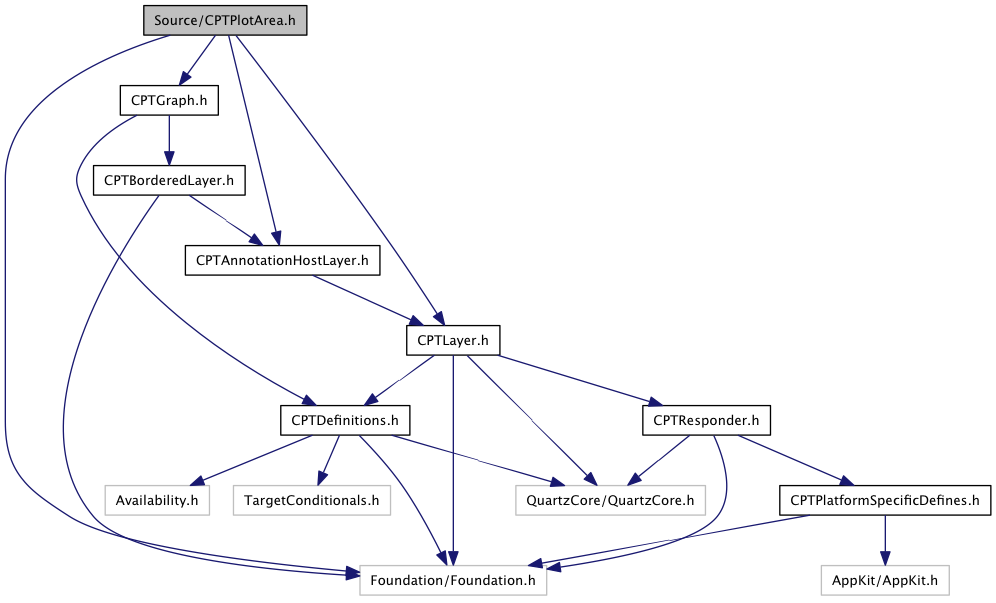 Source/CPTPlotArea.h
CPTGraph.h
CPTBorderedLayer.h
CPTAnnotationHostLayer.h
CPTLayer.h
CPTDefinitions.h
CPTResponder.h
Availability.h
TargetConditionals.h
QuartzCore/QuartzCore.h
CPTPlatformSpecificDefines.h
Foundation/Foundation.h
AppKit/AppKit.h